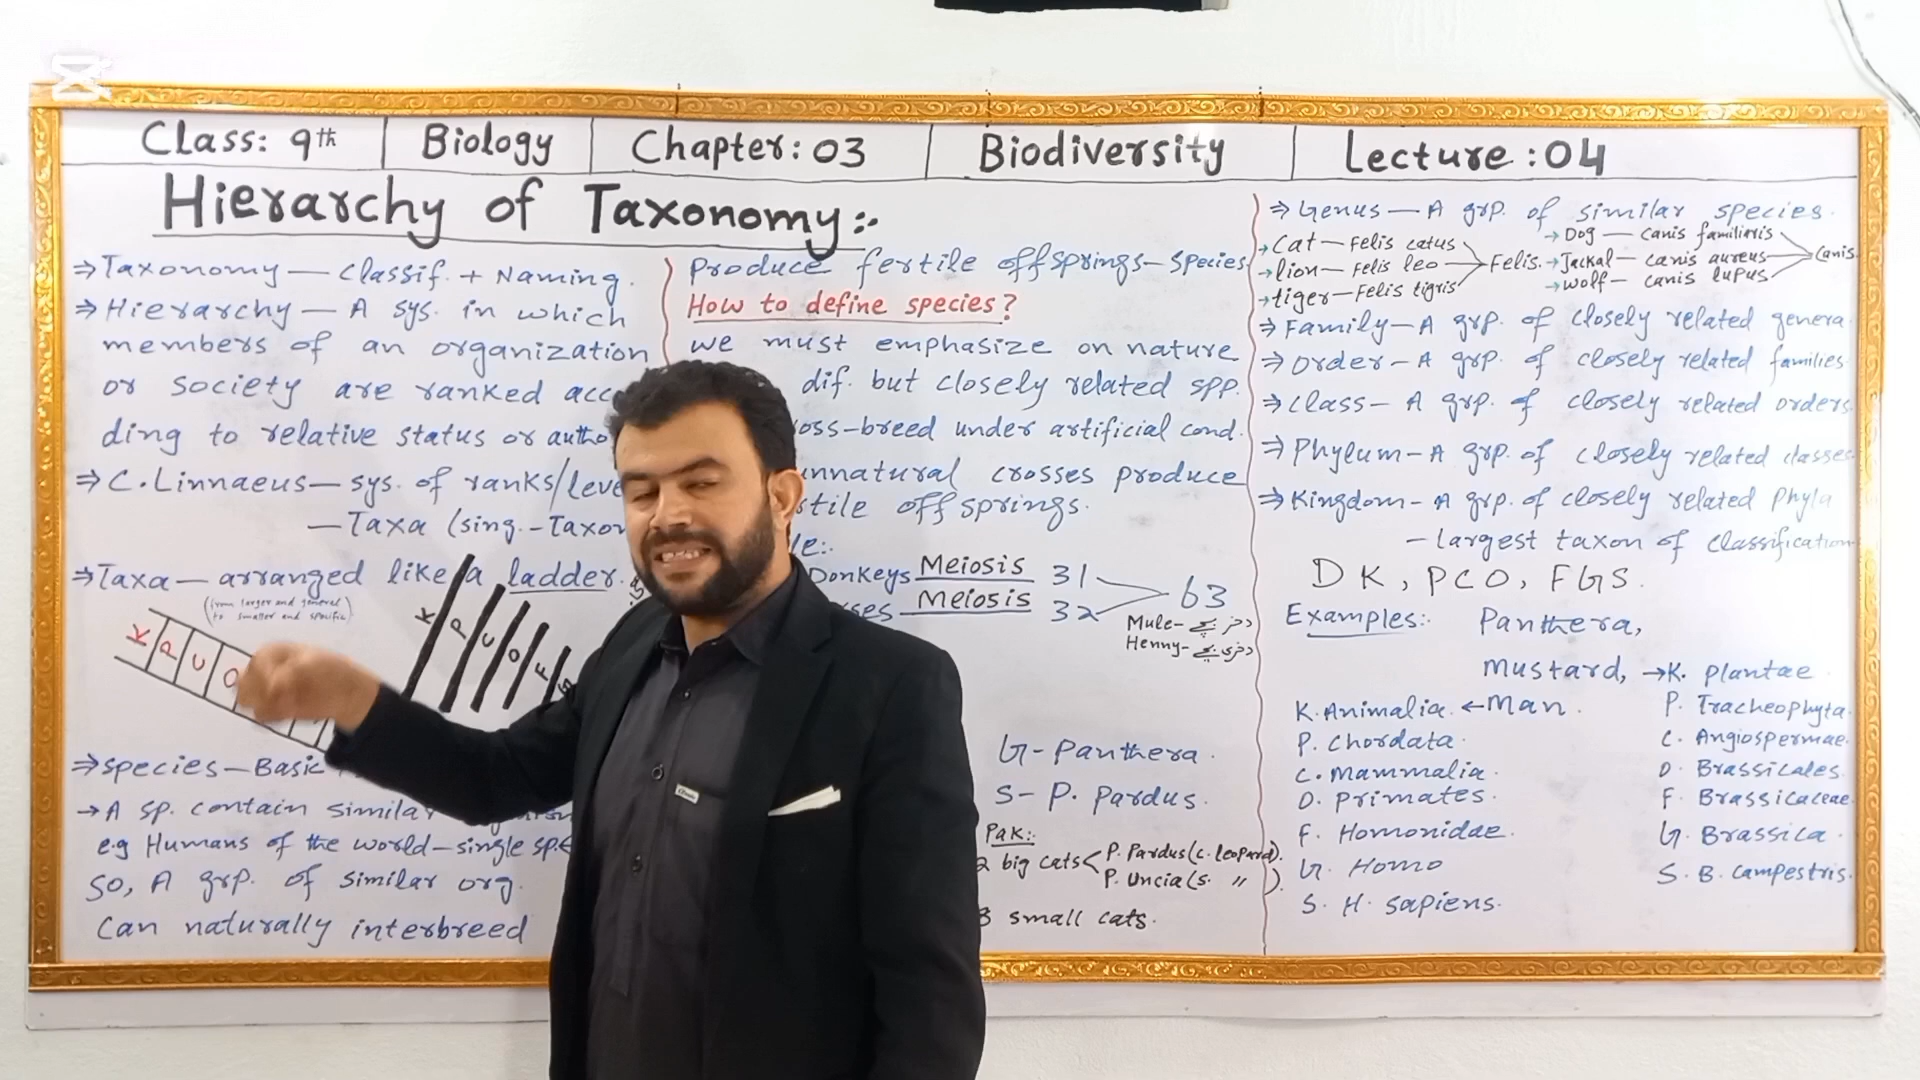 Class: 9th
Biology
Chapter: 03
Biodiversity
Lecture: 04
Hierarchy of Taxonomy:-
⇒ Taxonomy — Classif. + Naming.
⇒ Hierarchy — A sys. in which
members of an organization
or society are ranked acc
ding to relative status or autho
⇒ C. Linnaeus — sys. of ranks/leve
— Taxa (sing. - Taxon
⇒ Taxa — arranged like a ladder.
(from larger and general
to smaller and specific)
K P C O
K P C O F G
⇒ Species — Basic
→ A sp. contain similar
e.g Humans of the world — single spe
So, A grp. of similar org.
Can naturally interbreed
Produce fertile offsprings — Species
How to define species?
we must emphasize on nature
dif. but closely related spp.
oss-breed under artificial cond.
unnatural crosses produce
tile offsprings.
le:-
Donkeys Meiosis 31
ses Meiosis 32
63
Mule-
Henny-
G - Panthera.
S - P. Pardus.
Pak:-
2 big cats
P. Pardus (c. leopard).
P. Uncia (s. " ).
3 small cats.
⇒ Genus — A grp. of similar species.
→ Cat — Felis catus
→ lion — Felis leo
→ tiger — Felis tigris
Felis.
→ Dog — canis familiaris
→ Jackal — canis aureus
→ wolf — canis lupus
Canis
⇒ Family — A grp. of closely related genera
⇒ Order — A grp. of closely related families
⇒ Class — A grp. of closely related orders
⇒ Phylum — A grp. of closely related classes
⇒ Kingdom — A grp. of closely related Phyla
— largest taxon of classification
DK, PCO, FGS.
Examples:- Panthera,
Mustard, → K. Plantae
K. Animalia. ← Man.
P. Chordata.
C. Mammalia.
O. Primates.
F. Homonidae.
G. Homo
S. H. sapiens.
P. Tracheophyta.
C. Angiospermae.
O. Brassicales.
F. Brassicaceae
G. Brassica.
S. B. Campestris.